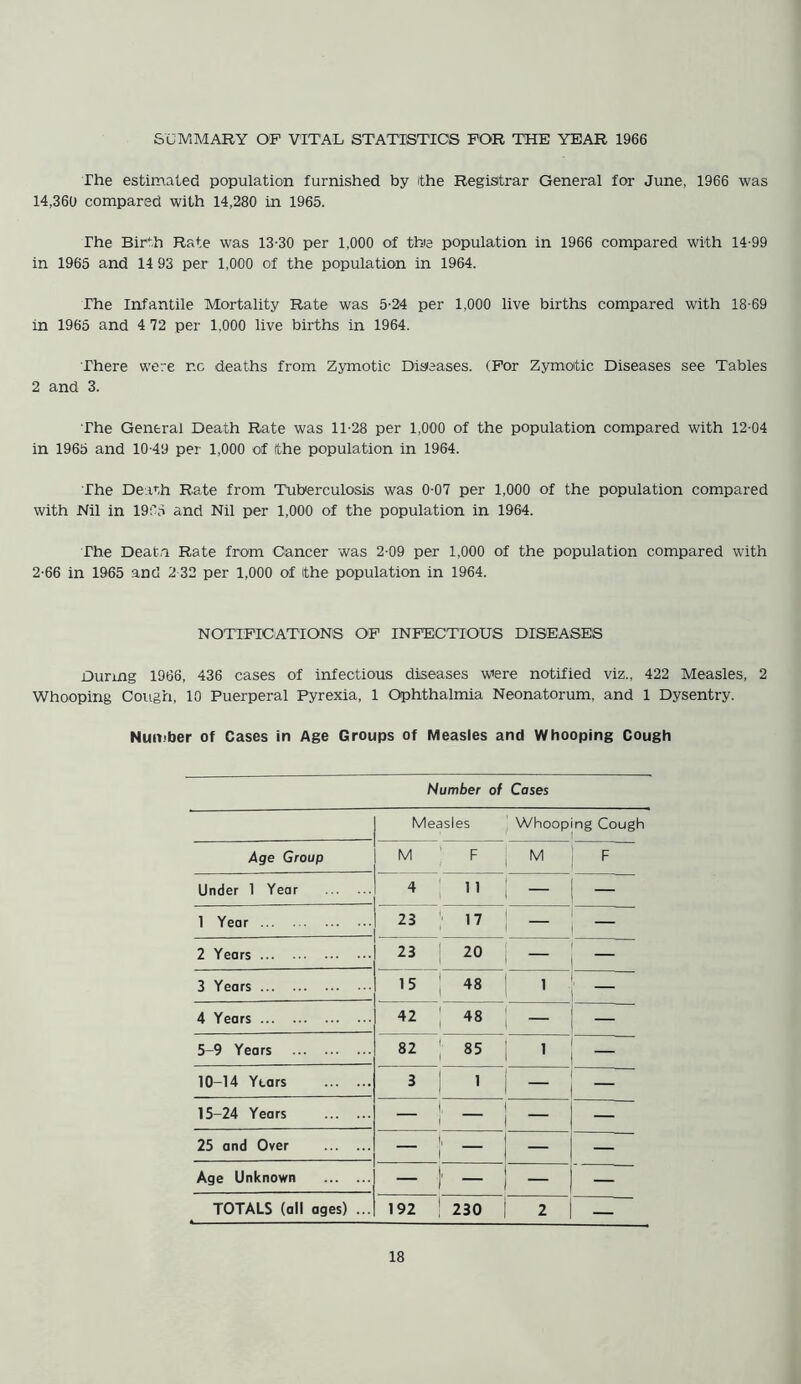 SUMMARY OF VITAL STATISTICS FOR THE YEAR 1966
The estimated population furnished by the Registrar General for June, 1966 was
14,360 compared with 14,280 in 1965.
The Birth Rate was 13·30 per 1,000 of the population in 1966 compared with 14·99
in 1965 and 14 93 per 1,000 of the population in 1964.
The Infantile Mortality Rate was 5·24 per 1,000 live births compared with 18·69
in 1965 and 4 72 per 1,000 live births in 1964.
There were no deaths from Zymotic Diseases. (For Zymotic Diseases see Tables
2 and 3.
The General Death Rate was 11·28 per 1,000 of the population compared with 12·04
in 1965 and 10·49 per 1,000 of the population in 1964.
The Death Rate from Tuberculosis was 0·07 per 1,000 of the population compared
with Nil in 1965 and Nil per 1,000 of the population in 1964.
The Death Rate from Cancer was 2·09 per 1,000 of the population compared with
2·66 in 1965 and 2·32 per 1,000 of the population in 1964.
NOTIFICATIONS OF INFECTIOUS DISEASES
During 1966, 436 cases of infectious diseases were notified viz., 422 Measles, 2
Whooping Cough, 10 Puerperal Pyrexia, 1 Ophthalmia Neonatorum, and 1 Dysentry.
Number of Cases in Age Groups of Measles and Whooping Cough
Number of Cases
Measles Whooping Cough
Age Group M F M F
Under 1 Year ... ... 4 11 — —
1 Year ... ... ... ... 23 17 — —
2 Years ... ... ... ... 23 20 — —
3 Years ... ... ... ... 15 48 1 —
4 Years ... ... ... ... 42 48 — —
5-9 Years ... ... ... 82 85 1 —
10-14 Years ... ... 3 1 — —
15-24 Years ... ... — — — —
25 and Over ... ... — — — —
Age Unknown ... ... — — — —
TOTALS (all ages) ... 192 230 2 —
18